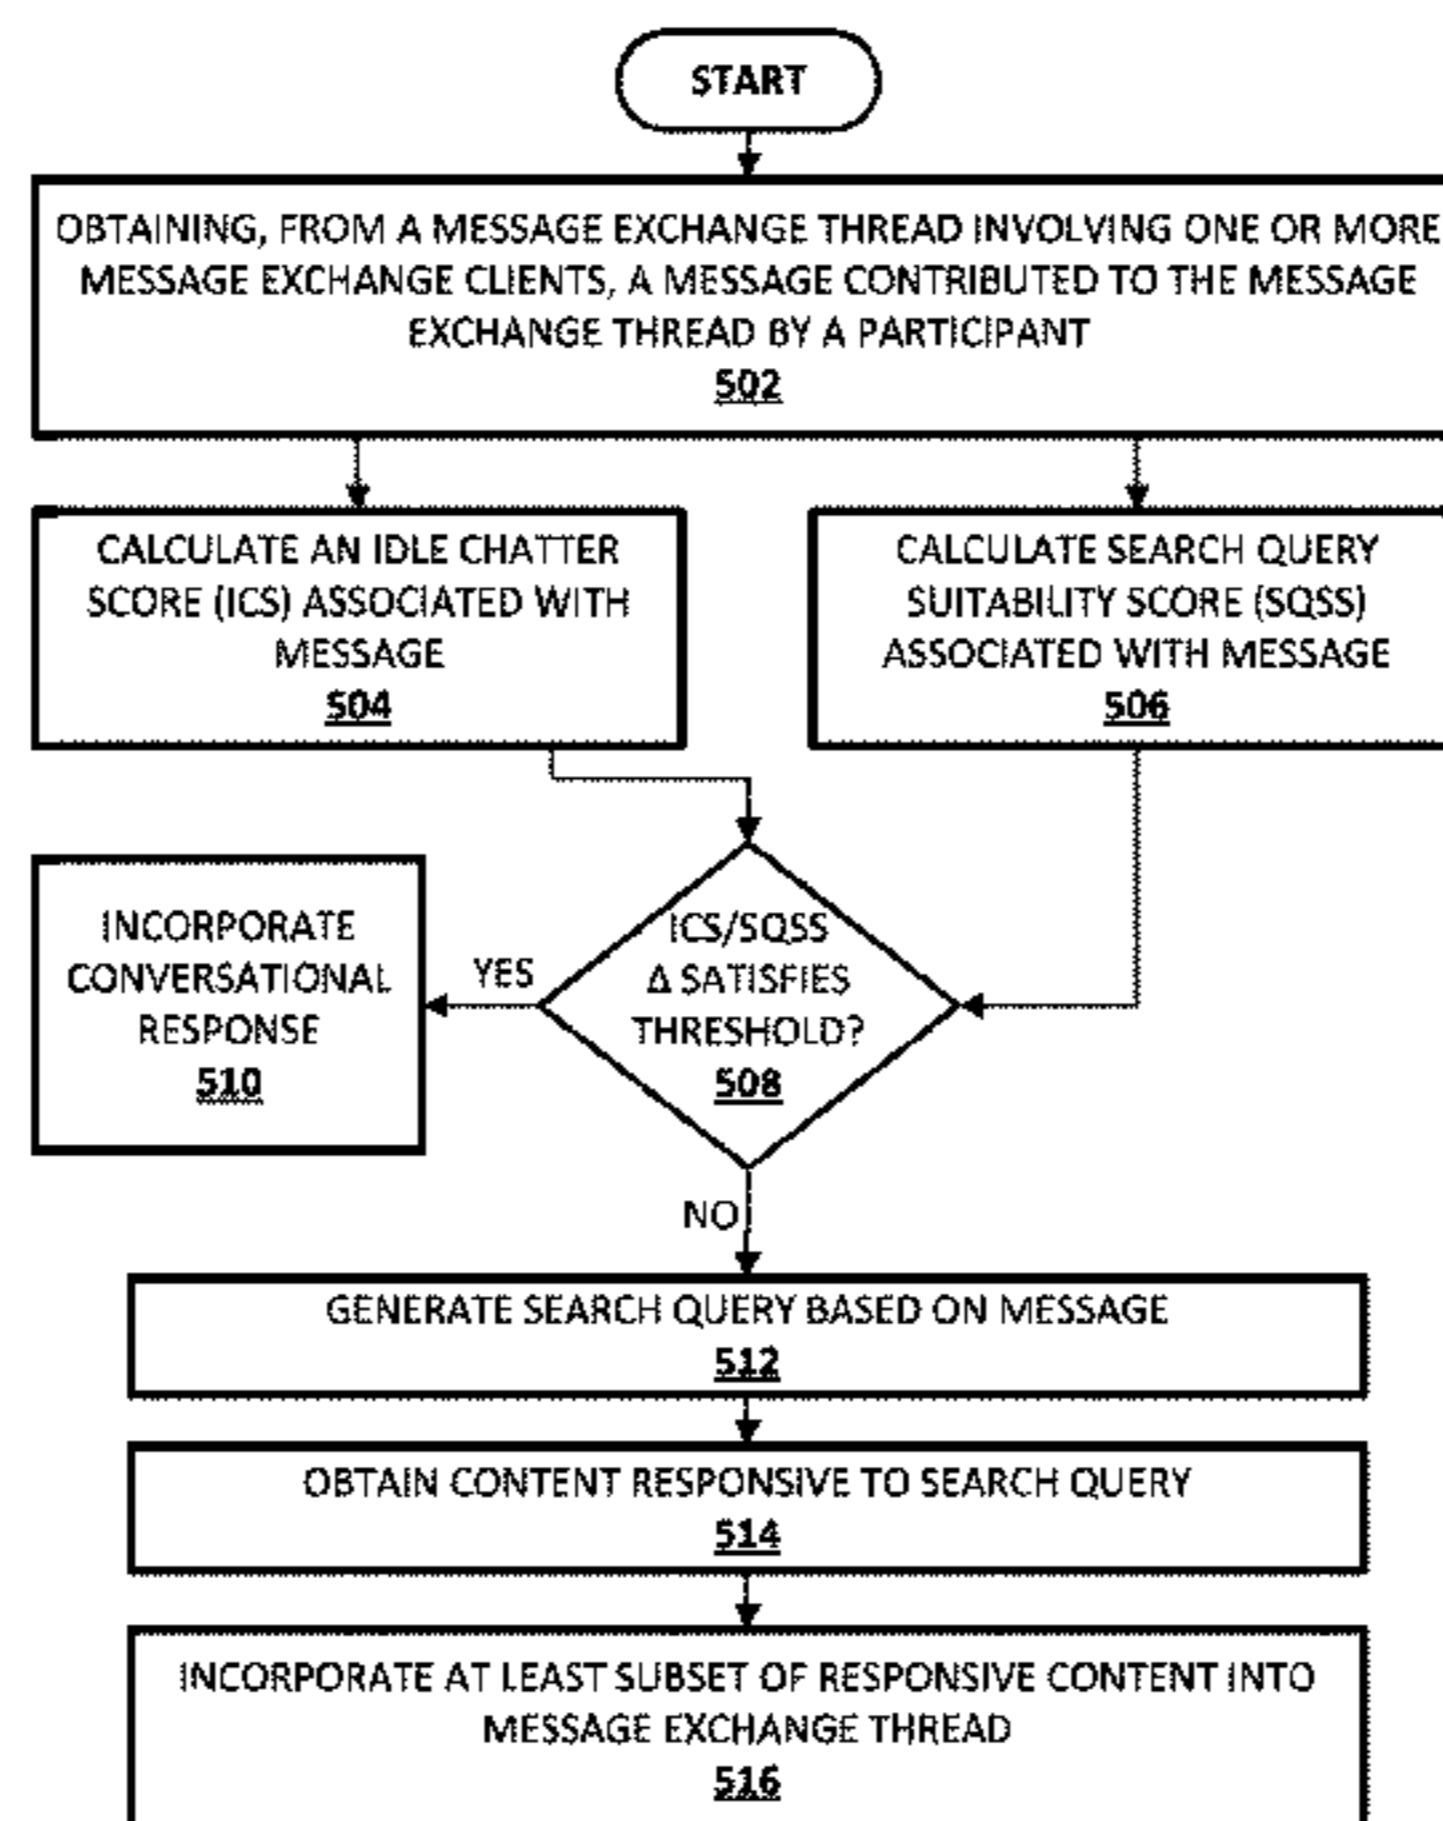 START
OBTAINING, FROM A MESSAGE EXCHANGE THREAD INVOLVING ONE OR MORE
MESSAGE EXCHANGE CLIENTS, A MESSAGE CONTRIBUTED TO THE MESSAGE
EXCHANGE THREAD BY A PARTICIPANT
502
CALCULATE AN IDLE CHATTER
SCORE (ICS) ASSOCIATED WITH
MESSAGE
504
CALCULATE SEARCH QUERY
SUITABILITY SCORE (SQSS)
ASSOCIATED WITH MESSAGE
506
ICS/SQSS
Δ SATISFIES
THRESHOLD?
508
YES
INCORPORATE
CONVERSATIONAL
RESPONSE
510
NO
GENERATE SEARCH QUERY BASED ON MESSAGE
512
OBTAIN CONTENT RESPONSIVE TO SEARCH QUERY
514
INCORPORATE AT LEAST SUBSET OF RESPONSIVE CONTENT INTO
MESSAGE EXCHANGE THREAD
516